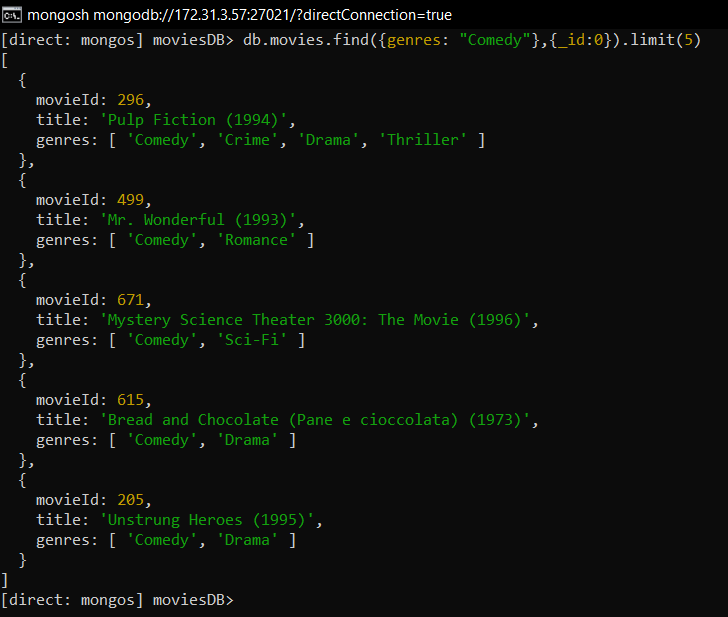 C:\. mongosh mongodb://172.31.3.57:27021/?directConnection=true
[direct: mongos] moviesDB> db.movies.find({genres: "Comedy"},{_id:0}).limit(5)
[
  {
    movieId: 296,
    title: 'Pulp Fiction (1994)',
    genres: [ 'Comedy', 'Crime', 'Drama', 'Thriller' ]
  },
  {
    movieId: 499,
    title: 'Mr. Wonderful (1993)',
    genres: [ 'Comedy', 'Romance' ]
  },
  {
    movieId: 671,
    title: 'Mystery Science Theater 3000: The Movie (1996)',
    genres: [ 'Comedy', 'Sci-Fi' ]
  },
  {
    movieId: 615,
    title: 'Bread and Chocolate (Pane e cioccolata) (1973)',
    genres: [ 'Comedy', 'Drama' ]
  },
  {
    movieId: 205,
    title: 'Unstrung Heroes (1995)',
    genres: [ 'Comedy', 'Drama' ]
  }
]
[direct: mongos] moviesDB>